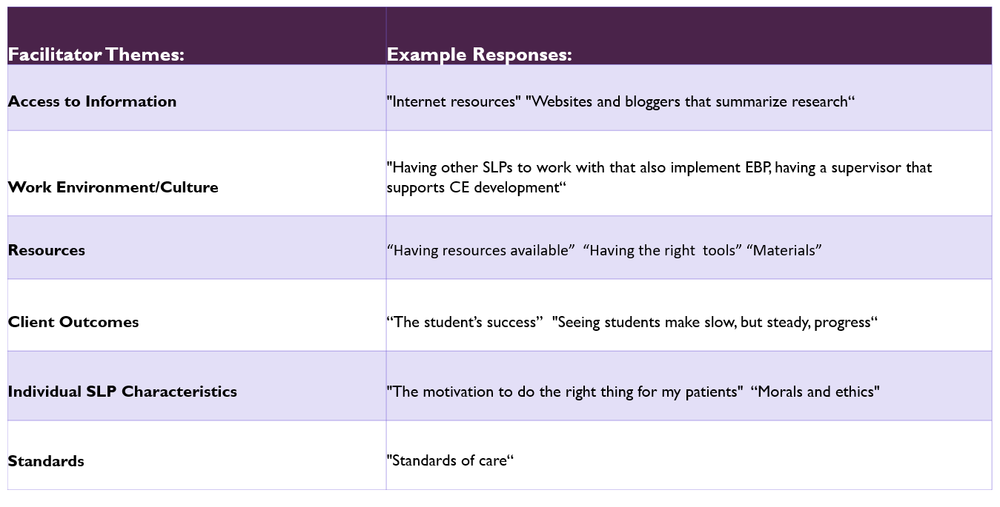 Facilitator Themes: Example Responses:
Access to Information "Internet resources" "Websites and bloggers that summarize research“
"Having other SLPs to work with that also implement EBP, having a supervisor that
Work Environment/Culture supports CE development“
Resources “Having resources available”  “Having the right  tools” “Materials”
Client Outcomes “The student’s success”  "Seeing students make slow, but steady, progress“
Individual SLP Characteristics "The motivation to do the right thing for my patients"  “Morals and ethics"
Standards "Standards of care“